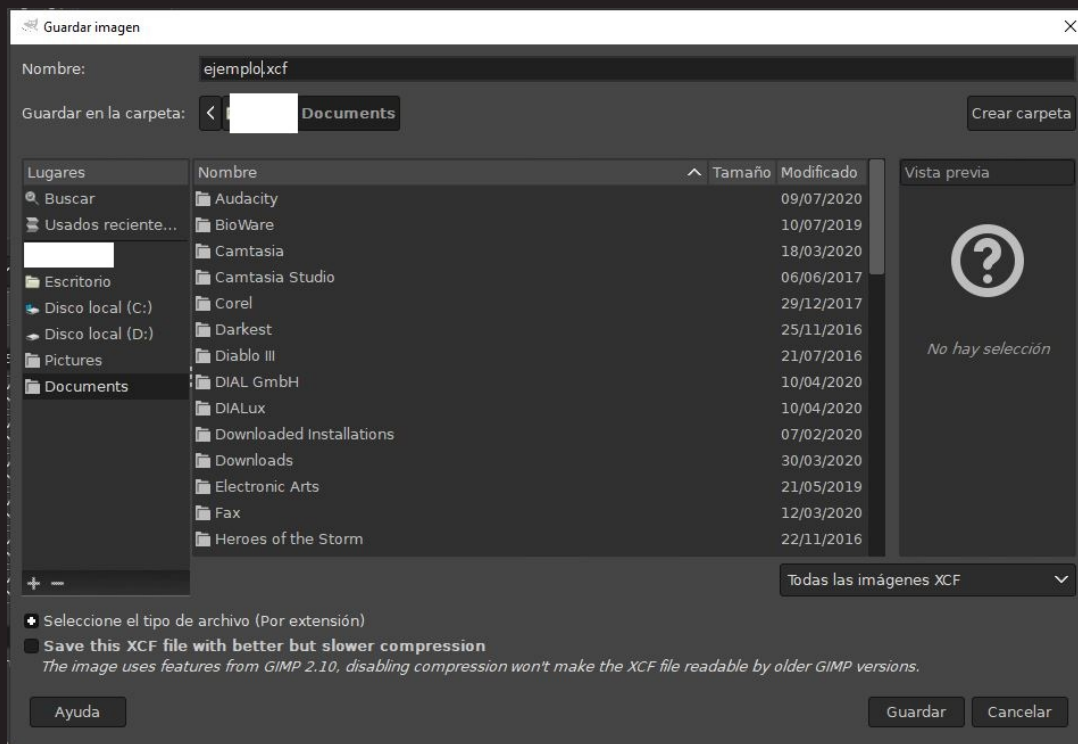 Guardar imagen
Nombre: ejemplo.xcf
Guardar en la carpeta: Documents Crear carpeta
Lugares
Buscar
Usados reciente...
Escritorio
Disco local (C:)
Disco local (D:)
Pictures
Documents
Nombre Tamaño Modificado
Audacity 09/07/2020
BioWare 10/07/2019
Camtasia 18/03/2020
Camtasia Studio 06/06/2017
Corel 29/12/2017
Darkest 25/11/2016
Diablo III 21/07/2016
DIAL GmbH 10/04/2020
DIALux 10/04/2020
Downloaded Installations 07/02/2020
Downloads 30/03/2020
Electronic Arts 21/05/2019
Fax 12/03/2020
Heroes of the Storm 22/11/2016
Vista previa
No hay selección
Todas las imágenes XCF
Seleccione el tipo de archivo (Por extensión)
Save this XCF file with better but slower compression
The image uses features from GIMP 2.10, disabling compression won't make the XCF file readable by older GIMP versions.
Ayuda Guardar Cancelar